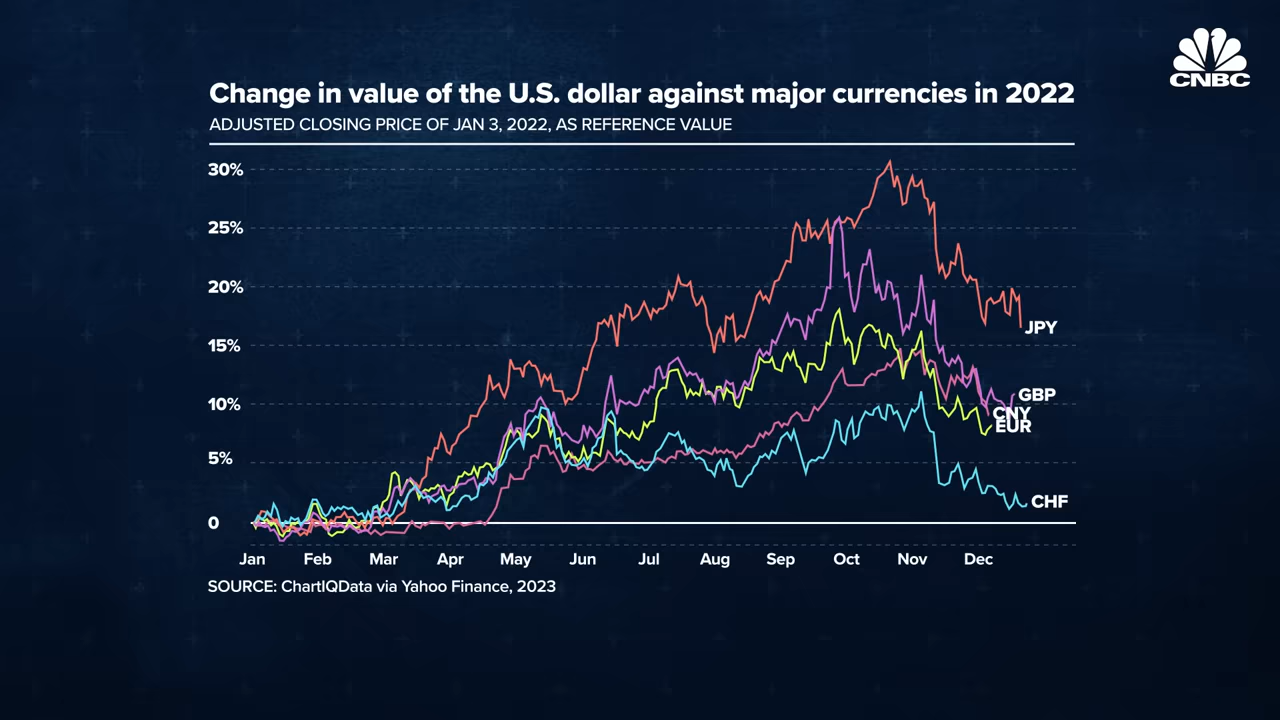 CNBC
Change in value of the U.S. dollar against major currencies in 2022
ADJUSTED CLOSING PRICE OF JAN 3, 2022, AS REFERENCE VALUE
30%
25%
20%
15%
10%
5%
0
JPY
GBP
CNY
EUR
CHF
Jan Feb Mar Apr May Jun Jul Aug Sep Oct Nov Dec
SOURCE: ChartIQData via Yahoo Finance, 2023